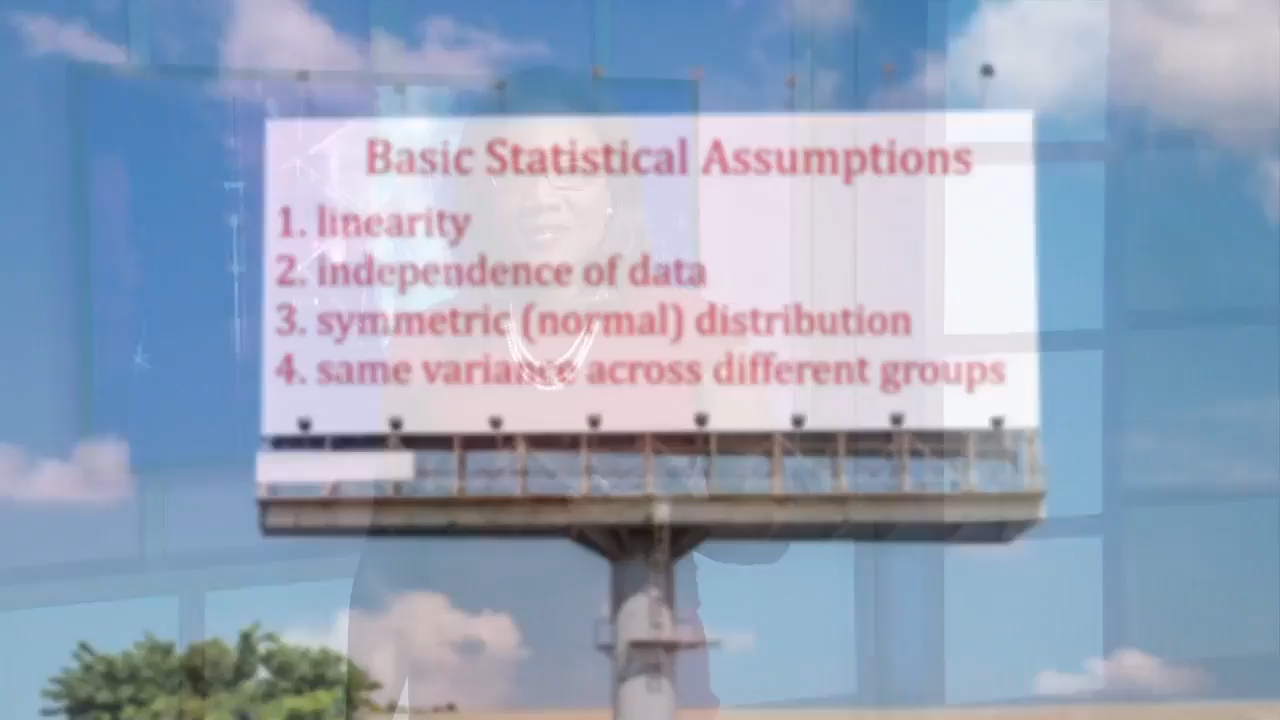 Basic Statistical Assumptions
1. linearity
2. independence of data
3. symmetric (normal) distribution
4. same variance across different groups